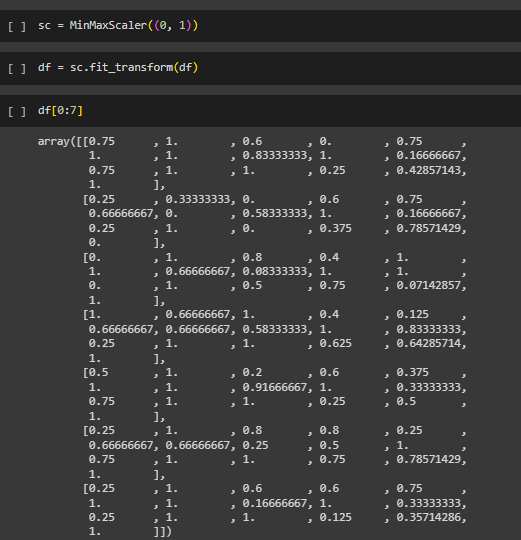 [ ] sc = MinMaxScaler((0, 1))
[ ] df = sc.fit_transform(df)
[ ] df[0:7]
array([[0.75      , 1.        , 0.6       , 0.        , 0.75      ,
        1.        , 1.        , 0.83333333, 1.        , 0.16666667,
        0.75      , 1.        , 1.        , 0.25      , 0.42857143,
        1.        ],
       [0.25      , 0.33333333, 0.        , 0.6       , 0.75      ,
        0.66666667, 0.        , 0.58333333, 1.        , 0.16666667,
        0.25      , 1.        , 0.        , 0.375     , 0.78571429,
        0.        ],
       [0.        , 1.        , 0.8       , 0.4       , 1.        ,
        1.        , 0.66666667, 0.08333333, 1.        , 1.        ,
        0.        , 1.        , 0.5       , 0.75      , 0.07142857,
        1.        ],
       [1.        , 0.66666667, 1.        , 0.4       , 0.125     ,
        0.66666667, 0.66666667, 0.58333333, 1.        , 0.83333333,
        0.25      , 1.        , 1.        , 0.625     , 0.64285714,
        1.        ],
       [0.5       , 1.        , 0.2       , 0.6       , 0.375     ,
        1.        , 1.        , 0.91666667, 1.        , 0.33333333,
        0.75      , 1.        , 1.        , 0.25      , 0.5       ,
        1.        ],
       [0.25      , 1.        , 0.8       , 0.8       , 0.25      ,
        0.66666667, 0.66666667, 0.25      , 0.5       , 1.        ,
        0.75      , 1.        , 1.        , 0.75      , 0.78571429,
        1.        ],
       [0.25      , 1.        , 0.6       , 0.6       , 0.75      ,
        1.        , 1.        , 0.16666667, 1.        , 0.33333333,
        0.25      , 1.        , 1.        , 0.125     , 0.35714286,
        1.        ]])